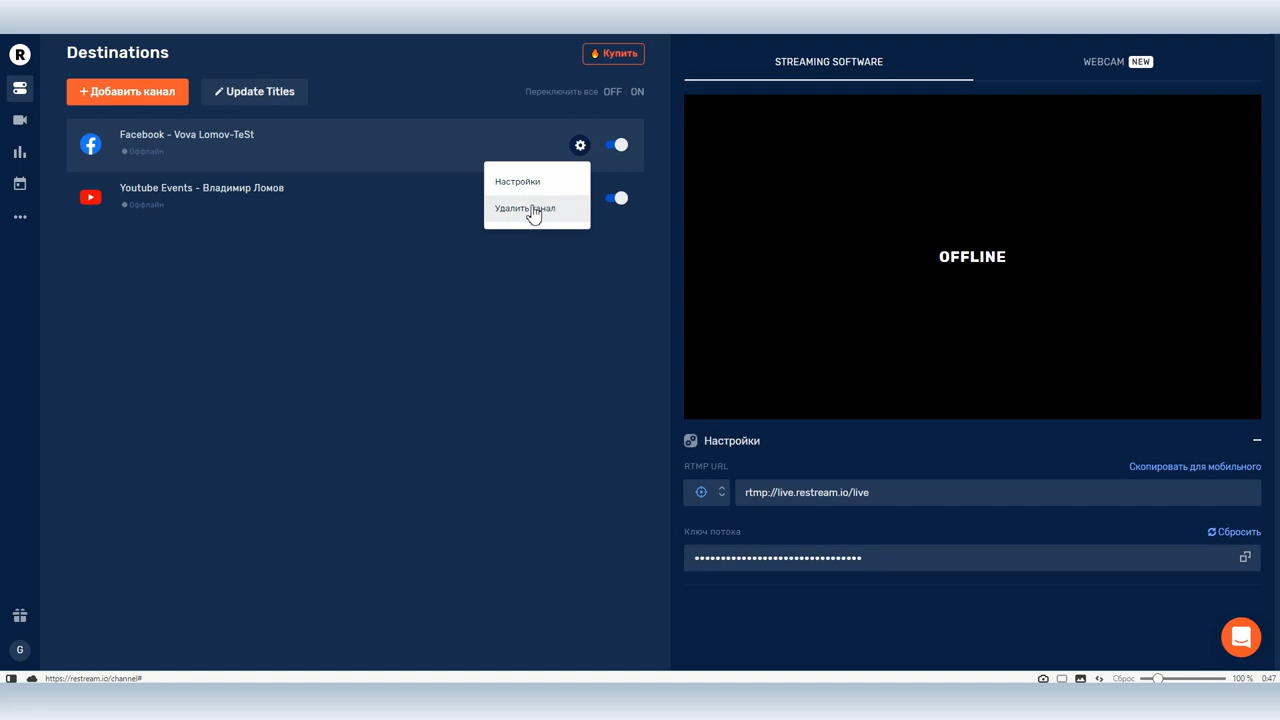 R
Destinations
Купить
+ Добавить канал
Update Titles
Переключить все OFF ON
Facebook - Vova Lomov-TeSt
Оффлайн
Настройки
Удалить канал
Youtube Events - Владимир Ломов
Оффлайн
G
STREAMING SOFTWARE
WEBCAM NEW
OFFLINE
Настройки
RTMP URL
Скопировать для мобильного
rtmp://live.restream.io/live
Ключ потока
Сбросить
••••••••••••••••••••••••••••••••
https://restream.io/channel#
Сброс
100 %
0:47